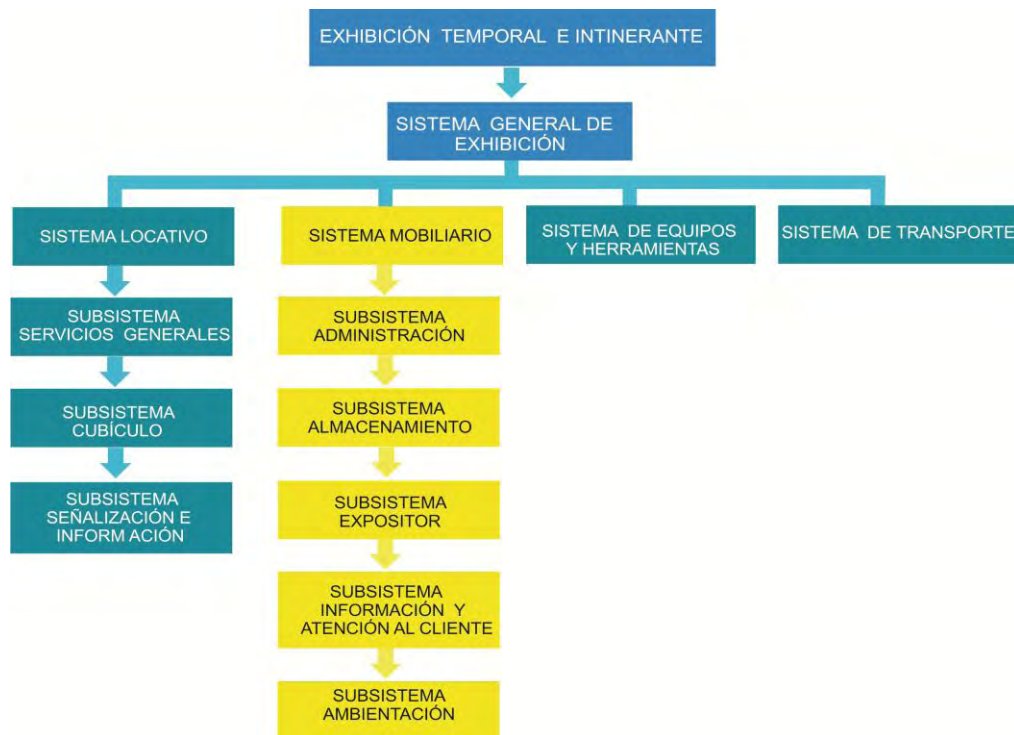 EXHIBICIÓN TEMPORAL E INTINERANTE
SISTEMA GENERAL DE
EXHIBICIÓN
SISTEMA LOCATIVO
SISTEMA MOBILIARIO
SISTEMA DE EQUIPOS
Y HERRAMIENTAS
SISTEMA DE TRANSPORTE
SUBSISTEMA
SERVICIOS GENERALES
SUBSISTEMA
CUBÍCULO
SUBSISTEMA
SEÑALIZACIÓN E
INFORM ACIÓN
SUBSISTEMA
ADMINISTRACIÓN
SUBSISTEMA
ALMACENAMIENTO
SUBSISTEMA
EXPOSITOR
SUBSISTEMA
INFORMACIÓN Y
ATENCIÓN AL CLIENTE
SUBSISTEMA
AMBIENTACIÓN